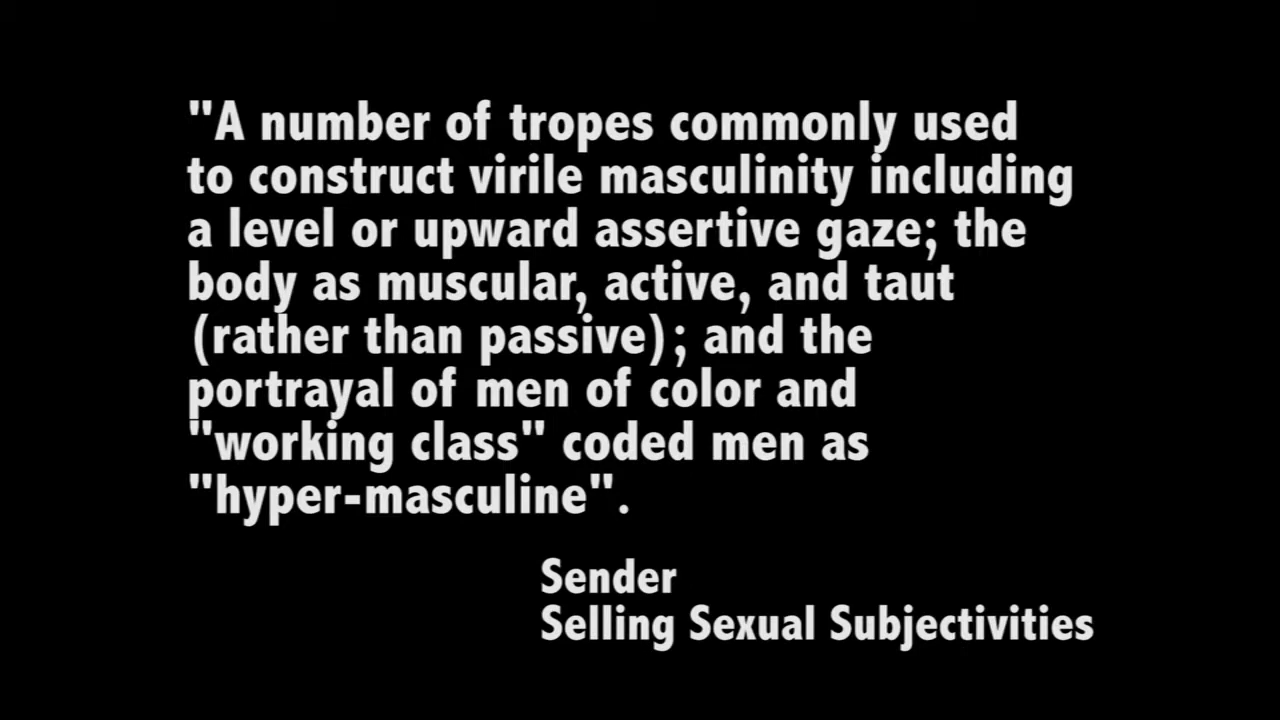 "A number of tropes commonly used
to construct virile masculinity including
a level or upward assertive gaze; the
body as muscular, active, and taut
(rather than passive); and the
portrayal of men of color and
"working class" coded men as
"hyper-masculine".
Sender
Selling Sexual Subjectivities